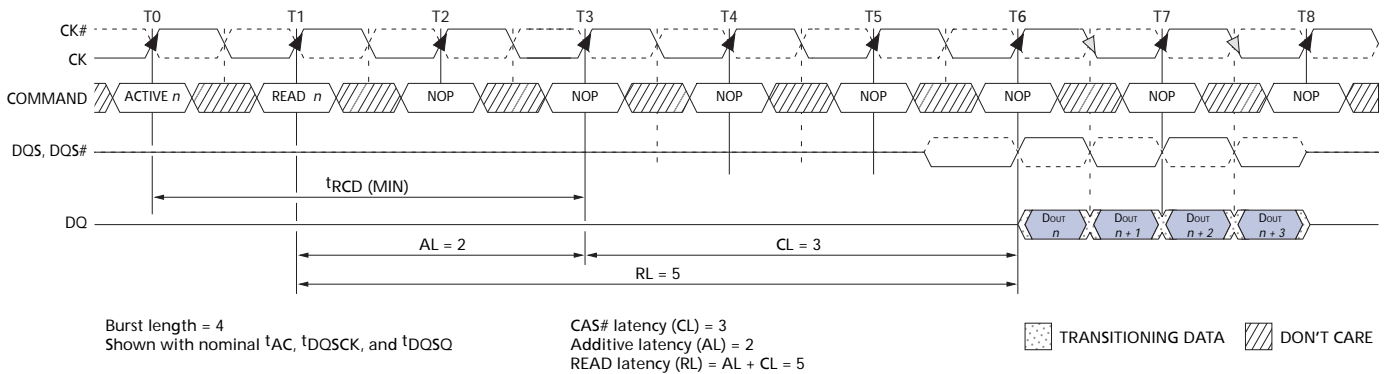 T0 T1 T2 T3 T4 T5 T6 T7 T8
CK#
CK
COMMAND ACTIVE n READ n NOP NOP NOP NOP NOP NOP NOP
DQS, DQS#
tRCD (MIN)
DQ DOUT n DOUT n + 1 DOUT n + 2 DOUT n + 3
AL = 2 CL = 3
RL = 5
Burst length = 4
Shown with nominal tAC, tDQSCK, and tDQSQ
CAS# latency (CL) = 3
Additive latency (AL) = 2
READ latency (RL) = AL + CL = 5
TRANSITIONING DATA DON'T CARE